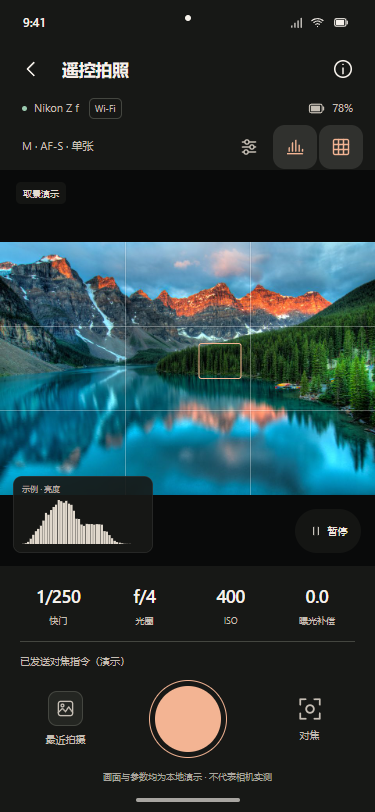 9:41
遥控拍照
Nikon Z f Wi-Fi 78%
M · AF-S · 单张
取景演示
示例 · 亮度
暂停
1/250 f/4 400 0.0
快门 光圈 ISO 曝光补偿
已发送对焦指令（演示）
最近拍摄 对焦
画面与参数均为本地演示 · 不代表相机实测